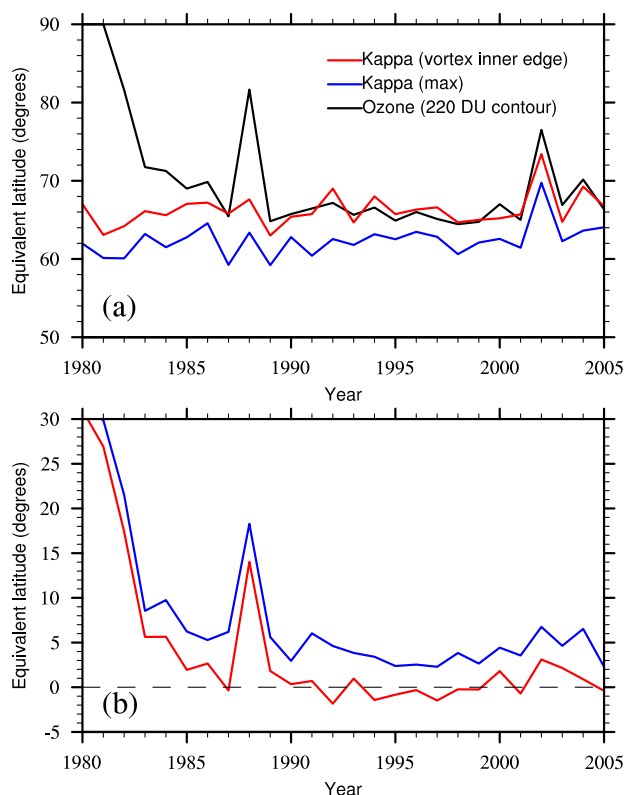 90
80
70
60
50
Equivalent latitude (degrees)
Kappa (vortex inner edge)
Kappa (max)
Ozone (220 DU contour)
(a)
1980 1985 1990 1995 2000 2005
Year
30
25
20
15
10
5
0
-5
Equivalent latitude (degrees)
(b)
1980 1985 1990 1995 2000 2005
Year